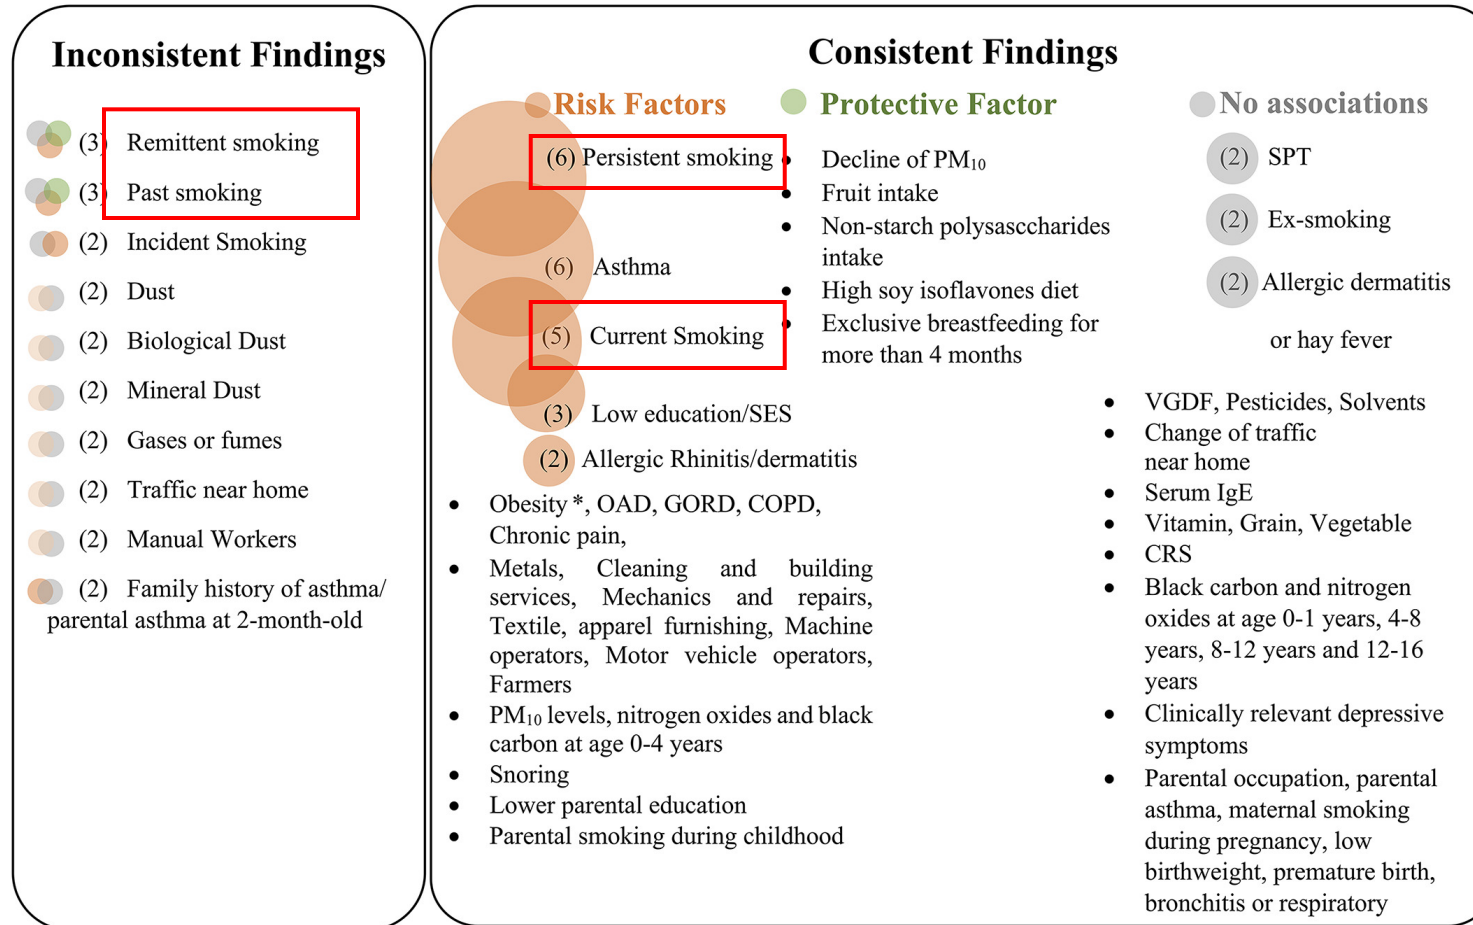 Inconsistent Findings
(3) Remittent smoking
(3) Past smoking
(2) Incident Smoking
(2) Dust
(2) Biological Dust
(2) Mineral Dust
(2) Gases or fumes
(2) Traffic near home
(2) Manual Workers
(2) Family history of asthma/
parental asthma at 2-month-old
Consistent Findings
Risk Factors
(6) Persistent smoking
(6) Asthma
(5) Current Smoking
(3) Low education/SES
(2) Allergic Rhinitis/dermatitis
• Obesity *, OAD, GORD, COPD,
Chronic pain,
• Metals, Cleaning and building
services, Mechanics and repairs,
Textile, apparel furnishing, Machine
operators, Motor vehicle operators,
Farmers
• PM₁₀ levels, nitrogen oxides and black
carbon at age 0-4 years
• Snoring
• Lower parental education
• Parental smoking during childhood
Protective Factor
• Decline of PM₁₀
• Fruit intake
• Non-starch polysasccharides
intake
• High soy isoflavones diet
• Exclusive breastfeeding for
more than 4 months
No associations
(2) SPT
(2) Ex-smoking
(2) Allergic dermatitis
or hay fever
• VGDF, Pesticides, Solvents
• Change of traffic
near home
• Serum IgE
• Vitamin, Grain, Vegetable
• CRS
• Black carbon and nitrogen
oxides at age 0-1 years, 4-8
years, 8-12 years and 12-16
years
• Clinically relevant depressive
symptoms
• Parental occupation, parental
asthma, maternal smoking
during pregnancy, low
birthweight, premature birth,
bronchitis or respiratory